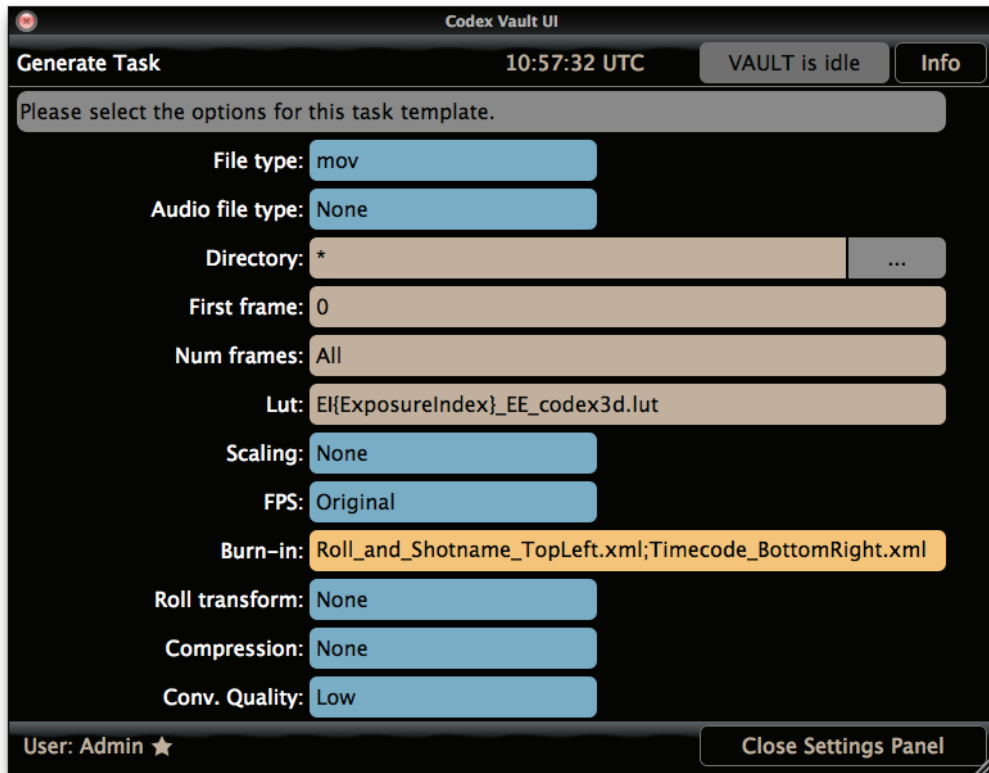 Codex Vault UI
Generate Task 10:57:32 UTC VAULT is idle Info
Please select the options for this task template.
File type: mov
Audio file type: None
Directory: * ...
First frame: 0
Num frames: All
Lut: EI{ExposureIndex}_EE_codex3d.lut
Scaling: None
FPS: Original
Burn-in: Roll_and_Shotname_TopLeft.xml;Timecode_BottomRight.xml
Roll transform: None
Compression: None
Conv. Quality: Low
User: Admin ★ Close Settings Panel